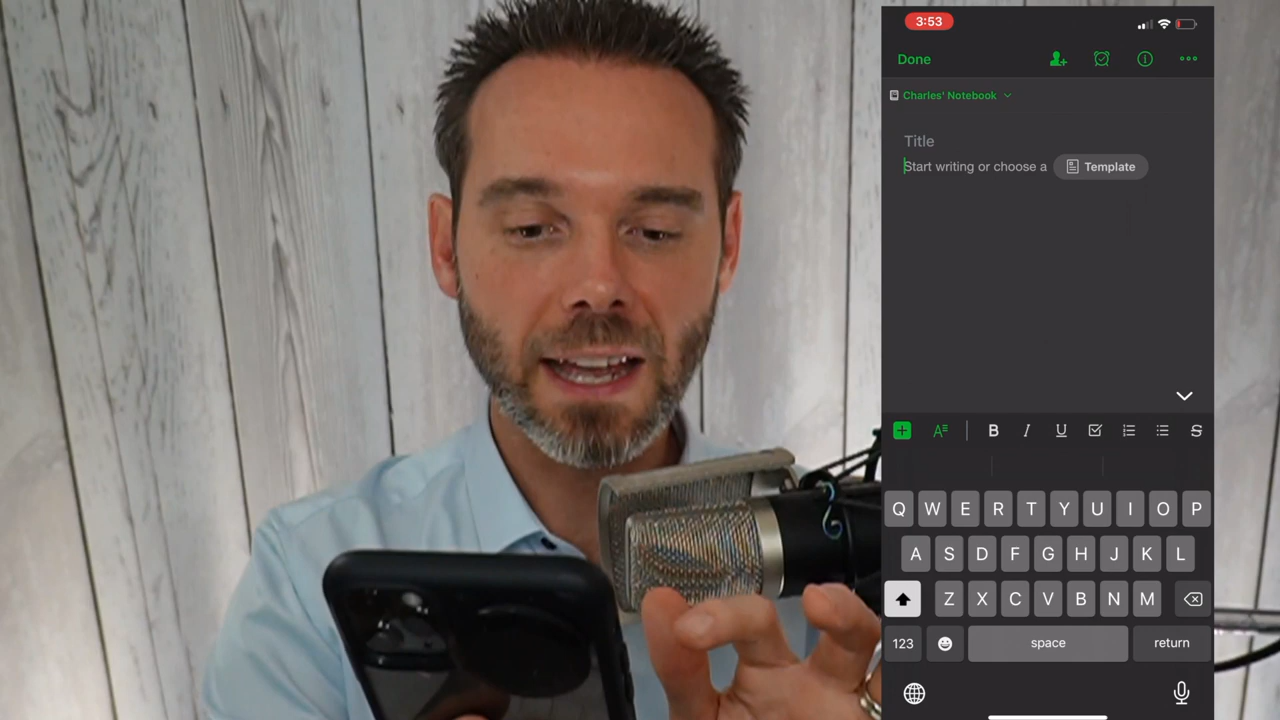 3:53
Done
Charles' Notebook
Title
Start writing or choose a Template
B I U S
Q W E R T Y U I O P
A S D F G H J K L
Z X C V B N M
123 space return